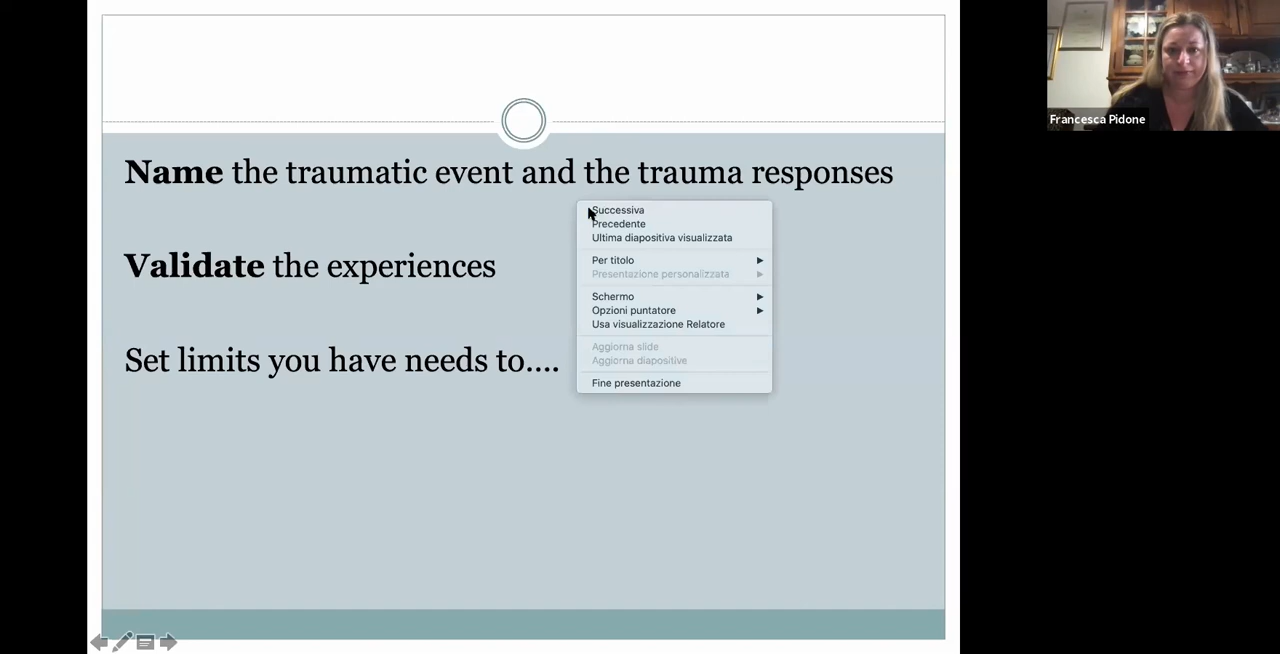 Francesca Pidone
Name the traumatic event and the trauma responses
Validate the experiences
Set limits you have needs to....
Successiva
Precedente
Ultima diapositiva visualizzata
Per titolo
Presentazione personalizzata
Schermo
Opzioni puntatore
Usa visualizzazione Relatore
Aggiorna slide
Aggiorna diapositive
Fine presentazione